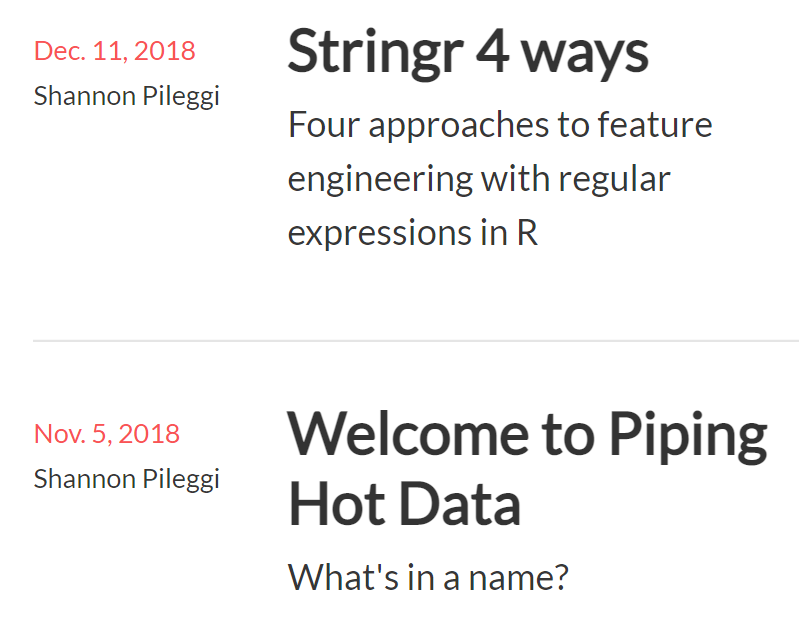 Dec. 11, 2018
Shannon Pileggi
Stringr 4 ways
Four approaches to feature
engineering with regular
expressions in R
Nov. 5, 2018
Shannon Pileggi
Welcome to Piping
Hot Data
What's in a name?